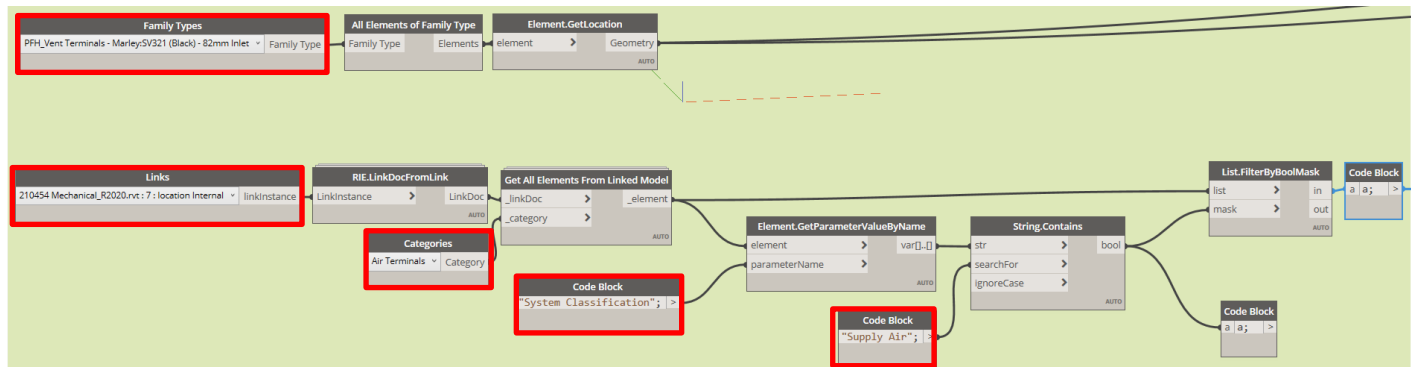 Family Types
PFH_Vent Terminals - Marley:SV321 (Black) - 82mm Inlet
Family Type
All Elements of Family Type
Family Type
Elements
Element.GetLocation
element
>
Geometry
AUTO
Links
210454 Mechanical_R2020.rvt : 7 : location Internal
linkInstance
RIE.LinkDocFromLink
LinkInstance
>
LinkDoc
AUTO
Categories
Air Terminals
Category
Get All Elements From Linked Model
_linkDoc
>
_element
_category
>
AUTO
Code Block
"System Classification";
>
Element.GetParameterValueByName
element
>
var[]..[]
parameterName
>
AUTO
Code Block
"Supply Air";
>
String.Contains
str
>
bool
searchFor
>
ignoreCase
>
AUTO
List.FilterByBoolMask
list
>
in
mask
>
out
AUTO
Code Block
a
a;
>
Code Block
a
a;
>